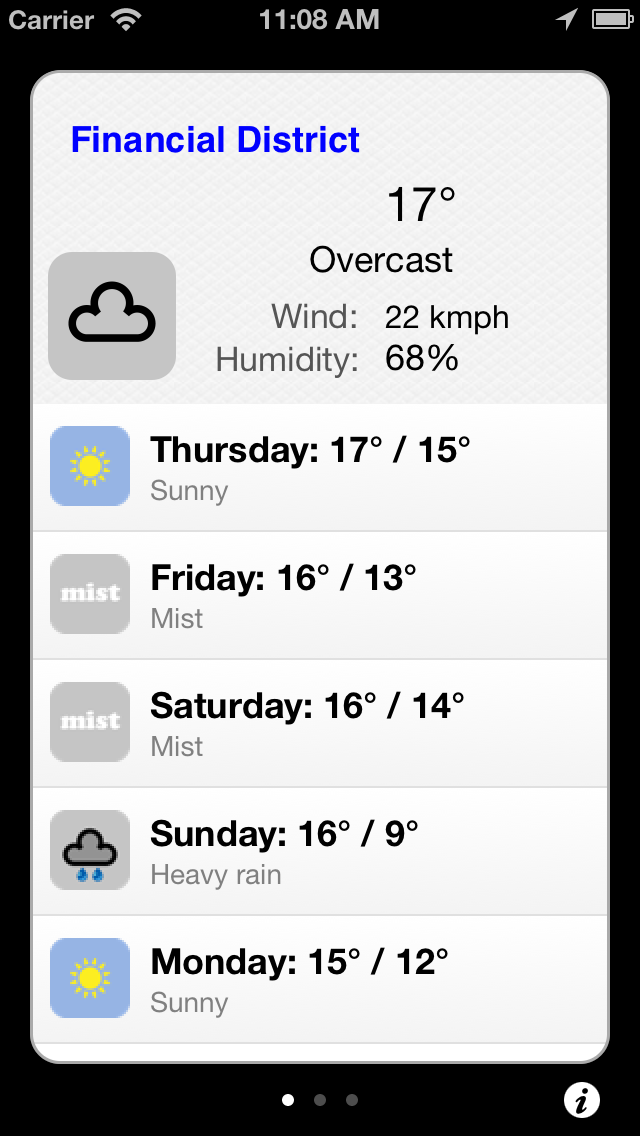 Carrier 11:08 AM
Financial District
17°
Overcast
Wind: 22 kmph
Humidity: 68%
Thursday: 17° / 15°
Sunny
mist Friday: 16° / 13°
Mist
mist Saturday: 16° / 14°
Mist
Sunday: 16° / 9°
Heavy rain
Monday: 15° / 12°
Sunny
i